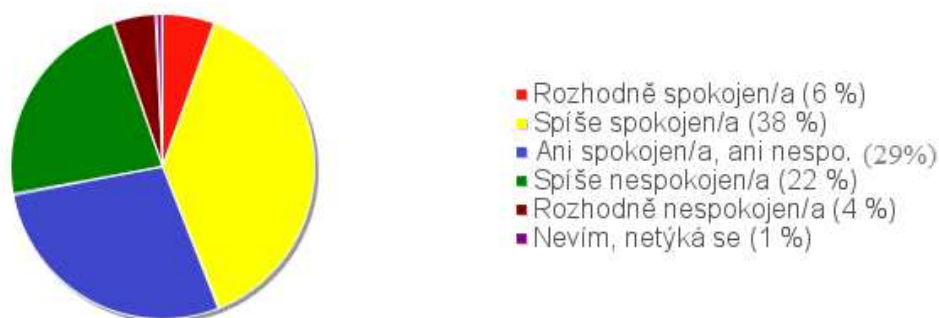 Rozhodně spokojen/a (6 %)
Spíše spokojen/a (38 %)
Ani spokojen/a, ani nespo. (29%)
Spíše nespokojen/a (22 %)
Rozhodně nespokojen/a (4 %)
Nevím, netýká se (1 %)